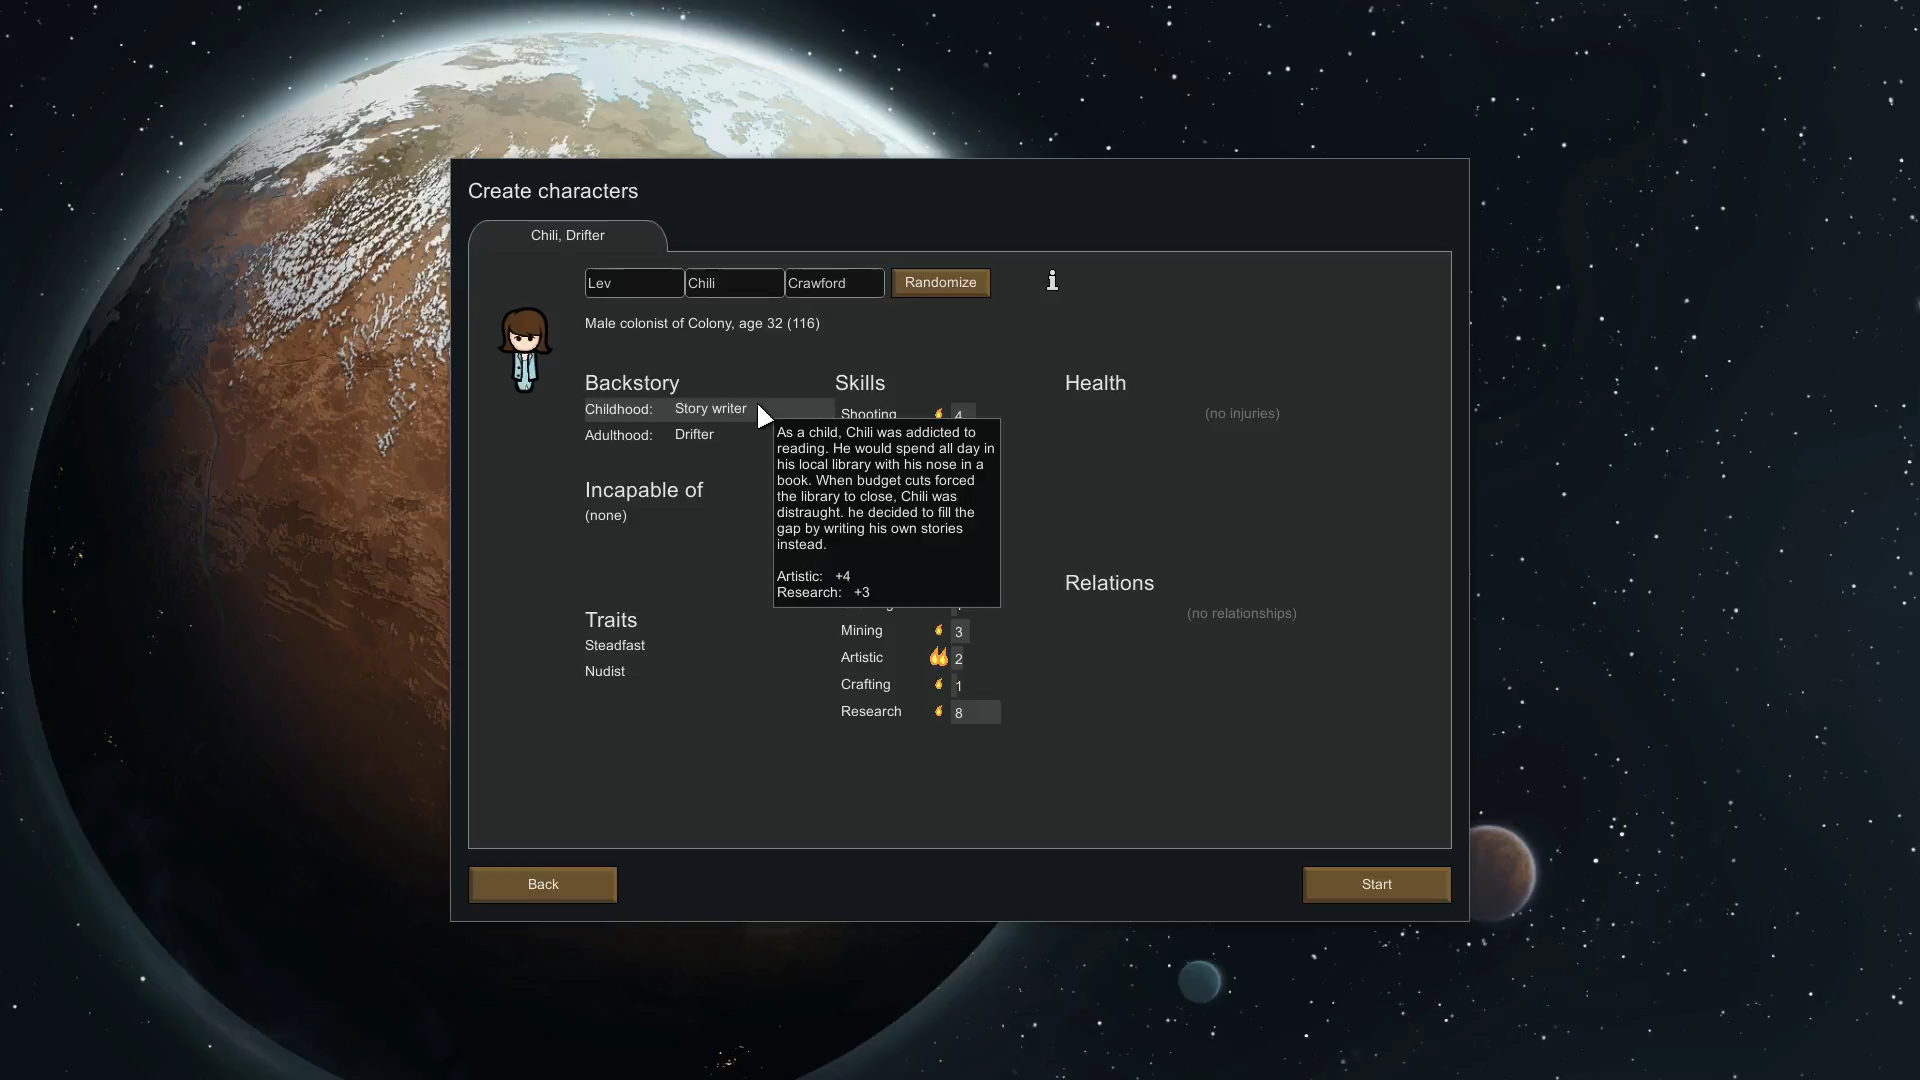 Create characters
Chili, Drifter
Lev Chili Crawford Randomize
Male colonist of Colony, age 32 (116)
Backstory Skills Health
Childhood: Story writer Shooting 4 (no injuries)
Adulthood: Drifter
As a child, Chili was addicted to
reading. He would spend all day in
his local library with his nose in a
book. When budget cuts forced
the library to close, Chili was
distraught. he decided to fill the
gap by writing his own stories
instead.
Artistic: +4
Research: +3
Incapable of
(none)
Relations
(no relationships)
Traits
Steadfast
Nudist
Mining 3
Artistic 2
Crafting 1
Research 8
Back Start